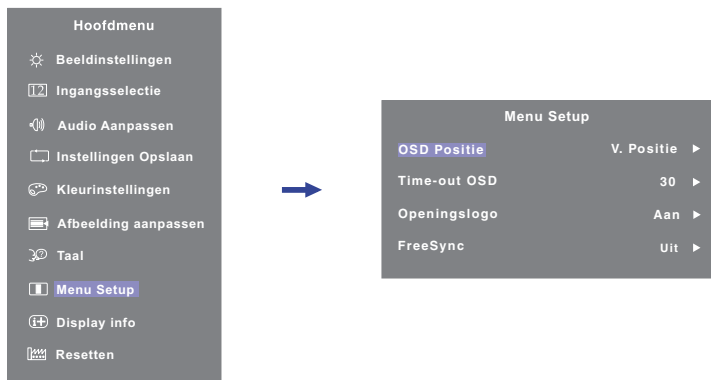 Hoofdmenu
Beeldinstellingen
12 Ingangsselectie
Audio Aanpassen
Instellingen Opslaan
Kleurinstellingen
Afbeelding aanpassen
Taal
Menu Setup
Display info
Resetten
Menu Setup
OSD Positie V. Positie
Time-out OSD 30
Openingslogo Aan
FreeSync Uit